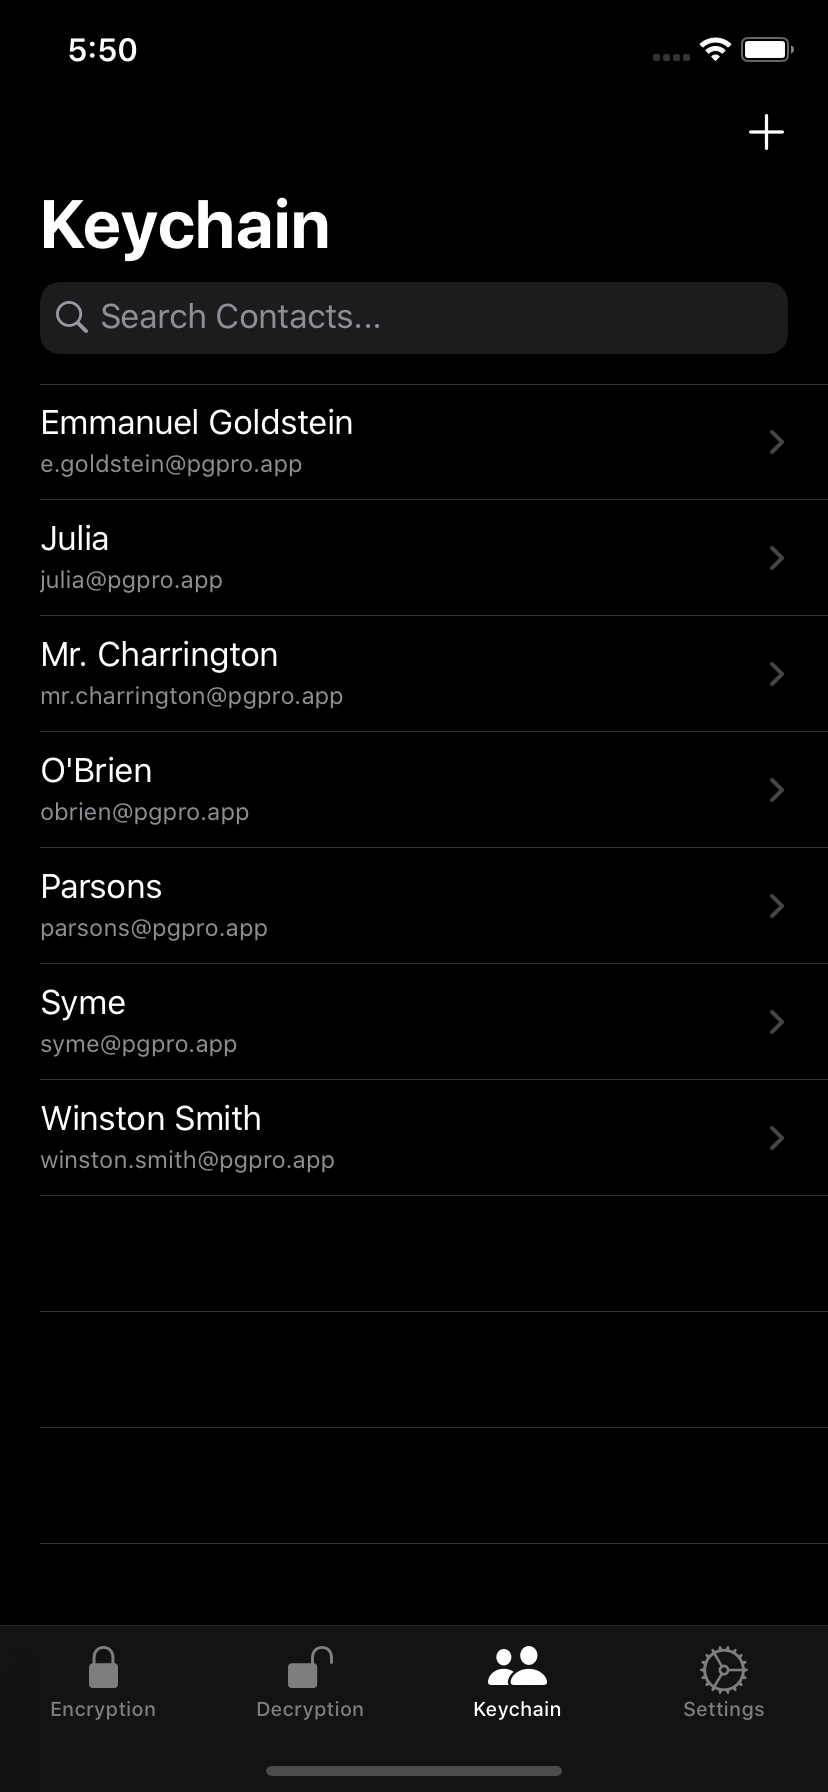 5:50
Keychain
Search Contacts...
Emmanuel Goldstein
e.goldstein@pgpro.app
Julia
julia@pgpro.app
Mr. Charrington
mr.charrington@pgpro.app
O'Brien
obrien@pgpro.app
Parsons
parsons@pgpro.app
Syme
syme@pgpro.app
Winston Smith
winston.smith@pgpro.app
Encryption
Decryption
Keychain
Settings